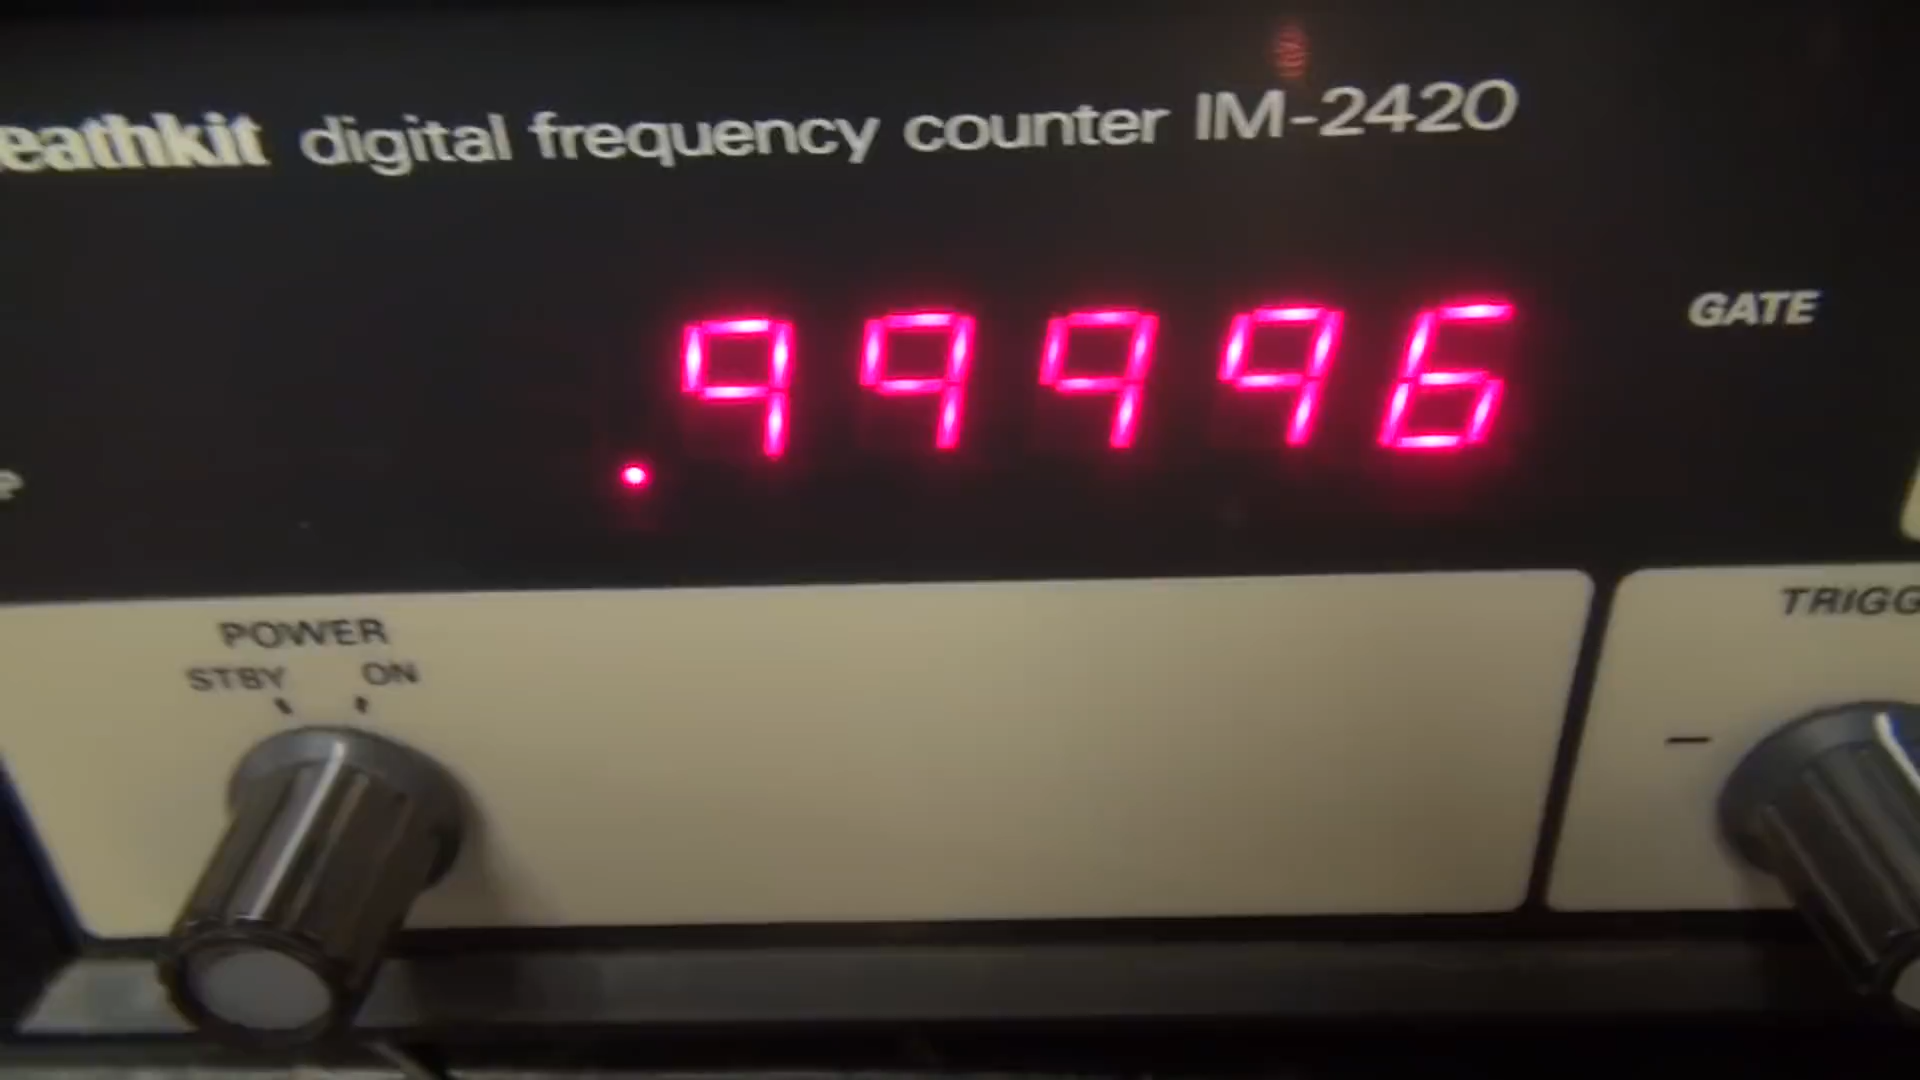 eathkit digital frequency counter IM-2420
.99996
GATE
POWER
STBY ON
TRIGG
–